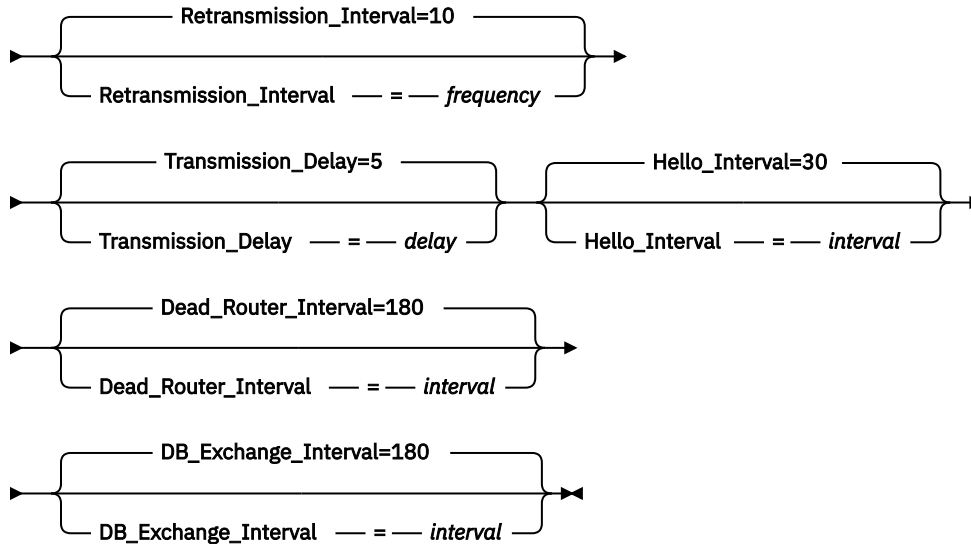 Retransmission_Interval=10
Retransmission_Interval = frequency
Transmission_Delay=5 Hello_Interval=30
Transmission_Delay = delay Hello_Interval = interval
Dead_Router_Interval=180
Dead_Router_Interval = interval
DB_Exchange_Interval=180
DB_Exchange_Interval = interval